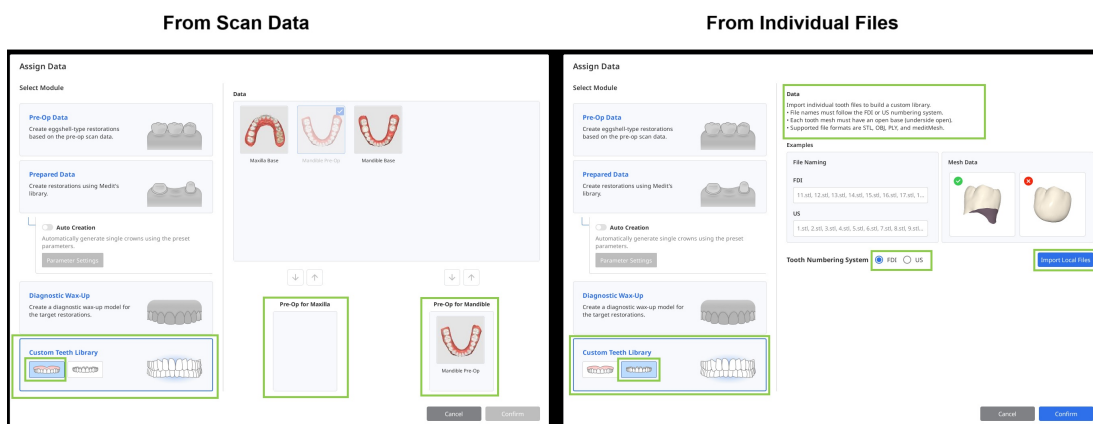 From Scan Data
Assign Data
Select Module
Pre-Op Data
Create eggshell-type restorations
based on the pre-op scan data.
Prepared Data
Create restorations using Medit's
library.
Auto Creation
Automatically generate single crowns using the preset
parameters.
Parameter Settings
Diagnostic Wax-Up
Create a diagnostic wax-up model for
the target restorations.
Custom Teeth Library
Data
Maxilla Base
Mandible Pre-Op
Mandible Base
Pre-Op for Maxilla
Pre-Op for Mandible
Mandible Pre-Op
Cancel
Confirm
From Individual Files
Assign Data
Select Module
Pre-Op Data
Create eggshell-type restorations
based on the pre-op scan data.
Prepared Data
Create restorations using Medit's
library.
Auto Creation
Automatically generate single crowns using the preset
parameters.
Parameter Settings
Diagnostic Wax-Up
Create a diagnostic wax-up model for
the target restorations.
Custom Teeth Library
Data
Import individual tooth files to build a custom library.
• File names must follow the FDI or US numbering system.
• Each tooth mesh must have an open base (underside open).
• Supported file formats are STL, OBJ, PLY, and meditMesh.
Examples
File Naming
FDI
11.stl, 12.stl, 13.stl, 14.stl, 15.stl, 16.stl, 17.stl, 1...
US
1.stl, 2.stl, 3.stl, 4.stl, 5.stl, 6.stl, 7.stl, 8.stl, 9.stl...
Mesh Data
Tooth Numbering System
FDI
US
Import Local Files
Cancel
Confirm